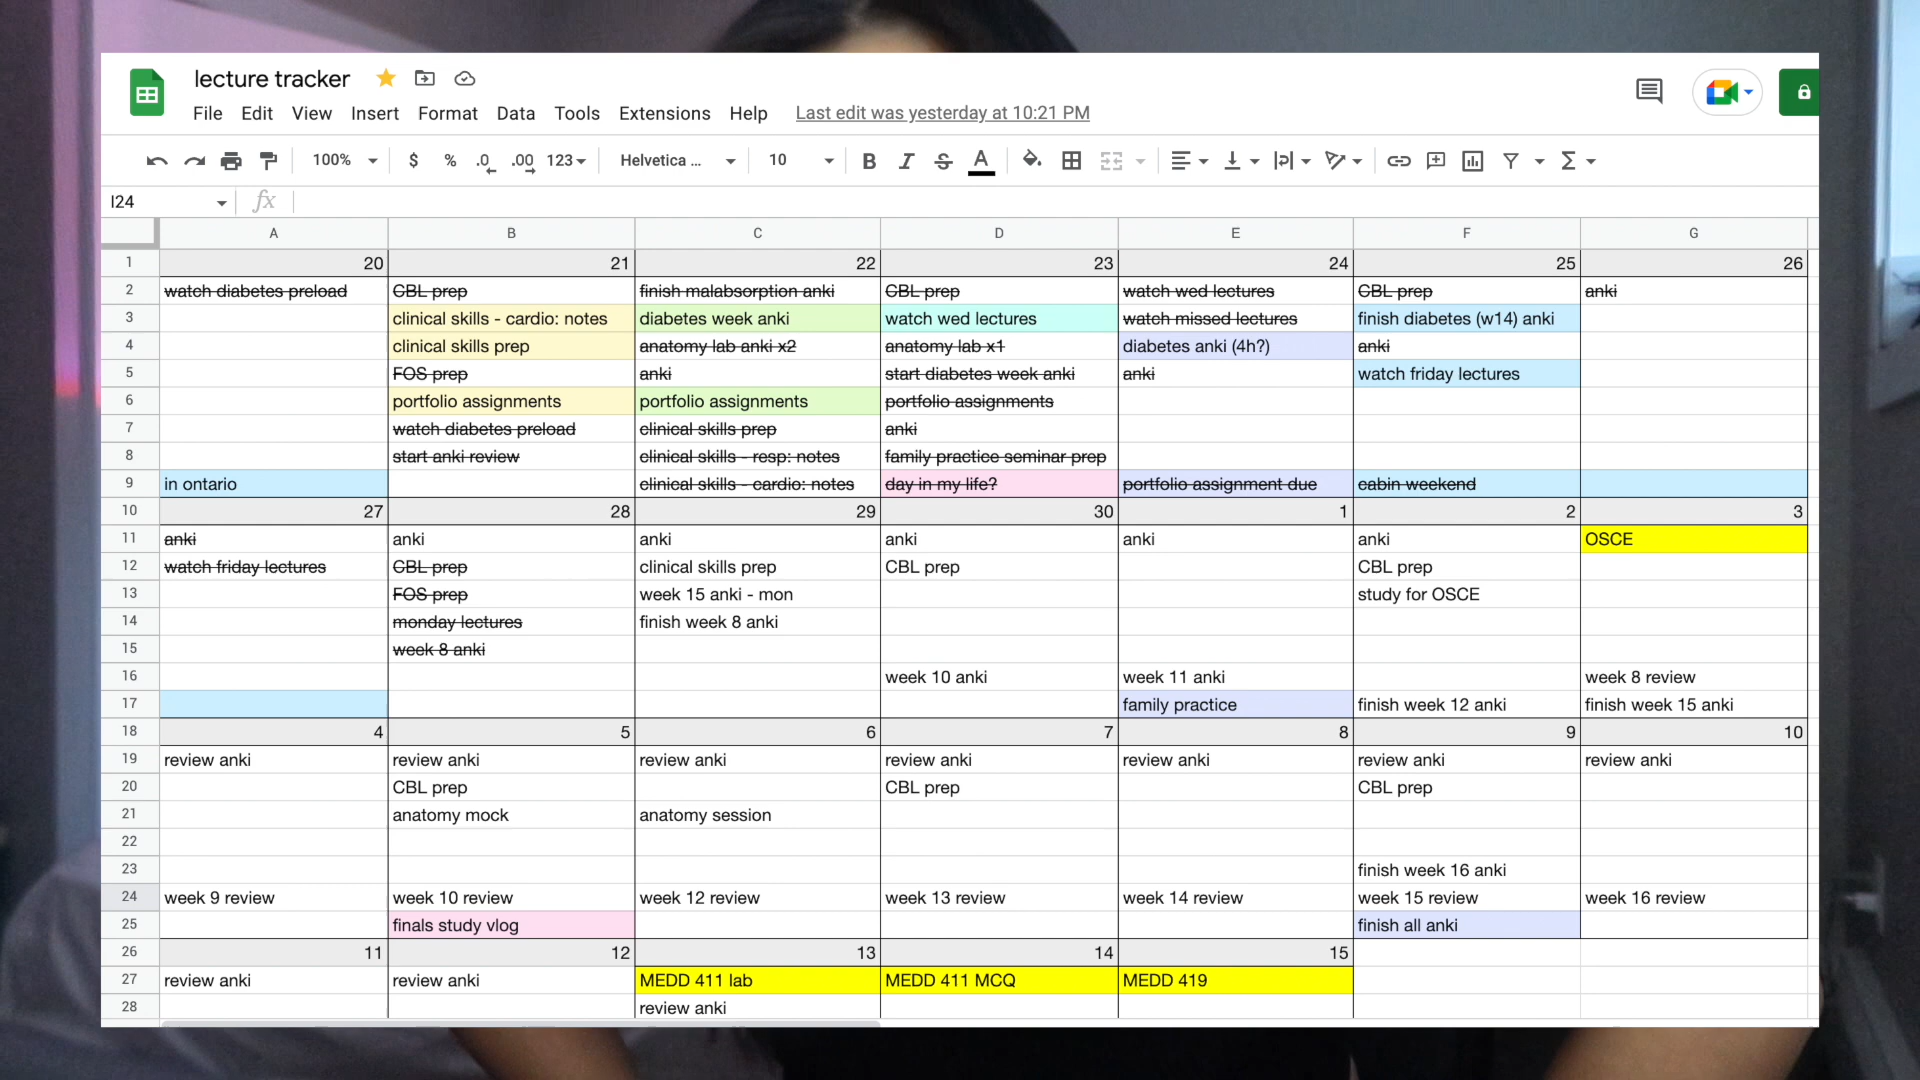 lecture tracker
File Edit View Insert Format Data Tools Extensions Help Last edit was yesterday at 10:21 PM
100% $ % .0 .00 123 Helvetica ... 10 B I S A
I24 fx
A B C D E F G
1 20 21 22 23 24 25 26
2 watch diabetes preload CBL prep finish malabsorption anki CBL prep watch wed lectures CBL prep anki
3 clinical skills - cardio: notes diabetes week anki watch wed lectures watch missed lectures finish diabetes (w14) anki
4 clinical skills prep anatomy lab anki x2 anatomy lab x1 diabetes anki (4h?) anki
5 FOS prep anki start diabetes week anki anki watch friday lectures
6 portfolio assignments portfolio assignments portfolio assignments
7 watch diabetes preload clinical skills prep anki
8 start anki review clinical skills - resp: notes family practice seminar prep
9 in ontario clinical skills - cardio: notes day in my life? portfolio assignment due cabin weekend
10 27 28 29 30 1 2 3
11 anki anki anki anki anki anki OSCE
12 watch friday lectures CBL prep clinical skills prep CBL prep CBL prep
13 FOS prep week 15 anki - mon study for OSCE
14 monday lectures finish week 8 anki
15 week 8 anki
16 week 10 anki week 11 anki week 8 review
17 family practice finish week 12 anki finish week 15 anki
18 4 5 6 7 8 9 10
19 review anki review anki review anki review anki review anki review anki review anki
20 CBL prep CBL prep CBL prep
21 anatomy mock anatomy session
22
23 finish week 16 anki
24 week 9 review week 10 review week 12 review week 13 review week 14 review week 15 review week 16 review
25 finals study vlog finish all anki
26 11 12 13 14 15
27 review anki review anki MEDD 411 lab MEDD 411 MCQ MEDD 419
28 review anki